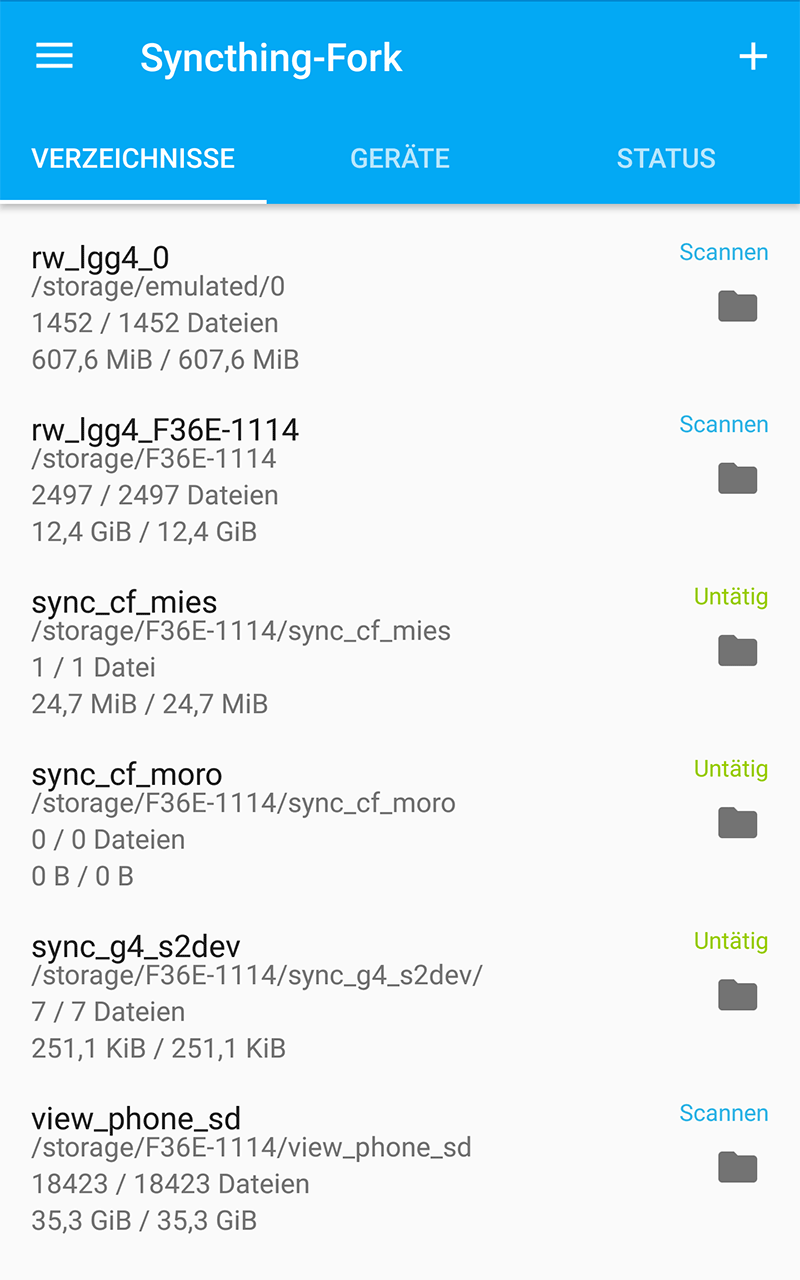 Syncthing-Fork
VERZEICHNISSE
GERÄTE
STATUS
rw_lgg4_0
Scannen
/storage/emulated/0
1452 / 1452 Dateien
607,6 MiB / 607,6 MiB
rw_lgg4_F36E-1114
Scannen
/storage/F36E-1114
2497 / 2497 Dateien
12,4 GiB / 12,4 GiB
sync_cf_mies
Untätig
/storage/F36E-1114/sync_cf_mies
1 / 1 Datei
24,7 MiB / 24,7 MiB
sync_cf_moro
Untätig
/storage/F36E-1114/sync_cf_moro
0 / 0 Dateien
0 B / 0 B
sync_g4_s2dev
Untätig
/storage/F36E-1114/sync_g4_s2dev/
7 / 7 Dateien
251,1 KiB / 251,1 KiB
view_phone_sd
Scannen
/storage/F36E-1114/view_phone_sd
18423 / 18423 Dateien
35,3 GiB / 35,3 GiB